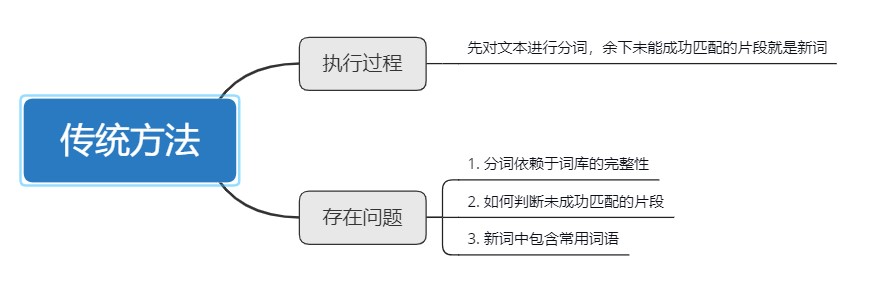 传统方法
执行过程
先对文本进行分词，余下未能成功匹配的片段就是新词
存在问题
1. 分词依赖于词库的完整性
2. 如何判断未成功匹配的片段
3. 新词中包含常用词语